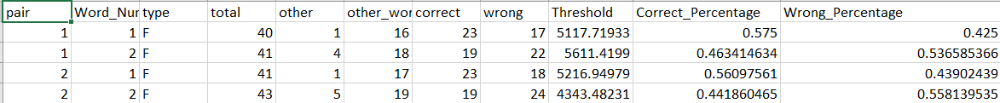 pair Word_Nur type total other other_wor correct wrong Threshold Correct_Percentage Wrong_Percentage
1 1 F 40 1 16 23 17 5117.71933 0.575 0.425
1 2 F 41 4 18 19 22 5611.4199 0.463414634 0.536585366
2 1 F 41 1 17 23 18 5216.94979 0.56097561 0.43902439
2 2 F 43 5 19 19 24 4343.48231 0.441860465 0.558139535